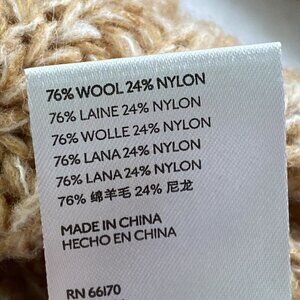 76% WOOL 24% NYLON
76% LAINE 24% NYLON
76% WOLLE 24% NYLON
76% LANA 24% NYLON
76% LANA 24% NYLON
76% 绵羊毛 24% 尼龙
MADE IN CHINA
HECHO EN CHINA
RN 66170